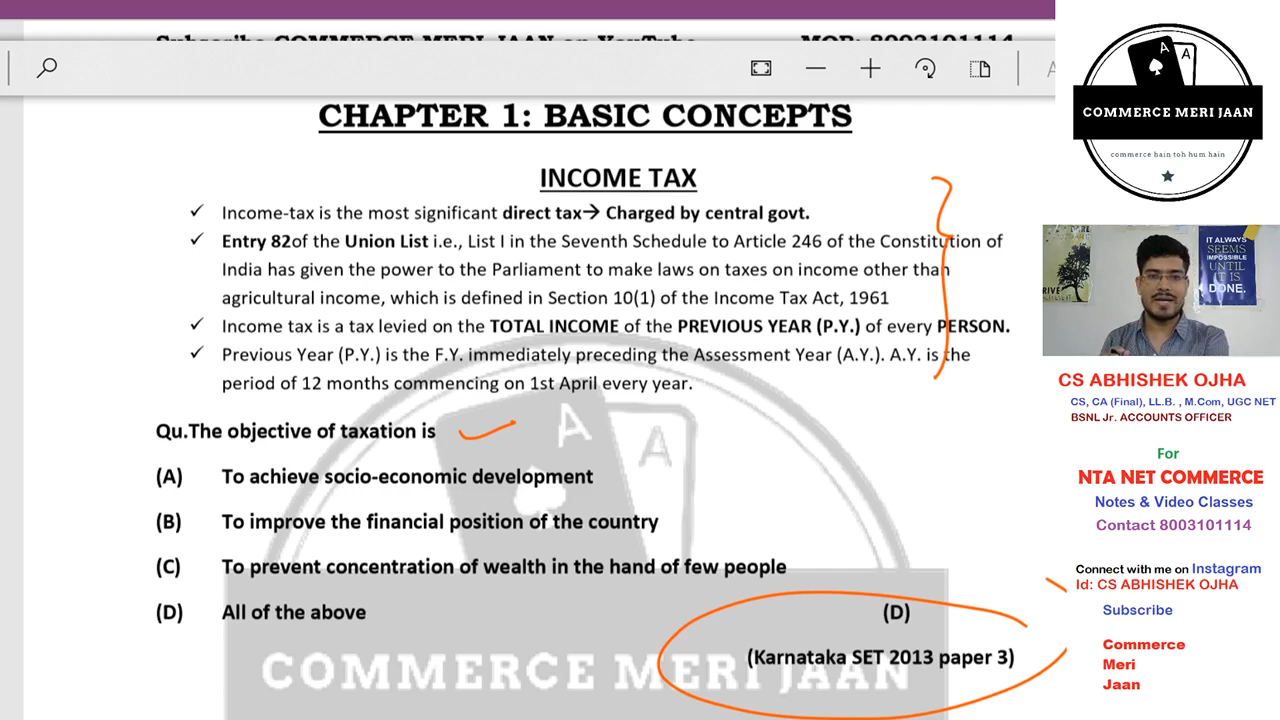 Subscribe COMMERCE MERI JAAN on YouTube MOB: 8003101114
CHAPTER 1: BASIC CONCEPTS
INCOME TAX
✓ Income-tax is the most significant direct tax→ Charged by central govt.
✓ Entry 82of the Union List i.e., List I in the Seventh Schedule to Article 246 of the Constitution of
India has given the power to the Parliament to make laws on taxes on income other than
agricultural income, which is defined in Section 10(1) of the Income Tax Act, 1961
✓ Income tax is a tax levied on the TOTAL INCOME of the PREVIOUS YEAR (P.Y.) of every PERSON.
✓ Previous Year (P.Y.) is the F.Y. immediately preceding the Assessment Year (A.Y.). A.Y. is the
period of 12 months commencing on 1st April every year.
Qu.The objective of taxation is
(A) To achieve socio-economic development
(B) To improve the financial position of the country
(C) To prevent concentration of wealth in the hand of few people
(D) All of the above (D)
(Karnataka SET 2013 paper 3)
A A
COMMERCE MERI JAAN
A A
COMMERCE MERI JAAN
commerce hain toh hum hain
IT ALWAYS
SEEMS
IMPOSSIBLE
UNTIL
IT IS
DONE.
CS ABHISHEK OJHA
CS, CA (Final), LL.B. , M.Com, UGC NET
BSNL Jr. ACCOUNTS OFFICER
For
NTA NET COMMERCE
Notes & Video Classes
Contact 8003101114
Connect with me on Instagram
Id: CS ABHISHEK OJHA
Subscribe
Commerce
Meri
Jaan